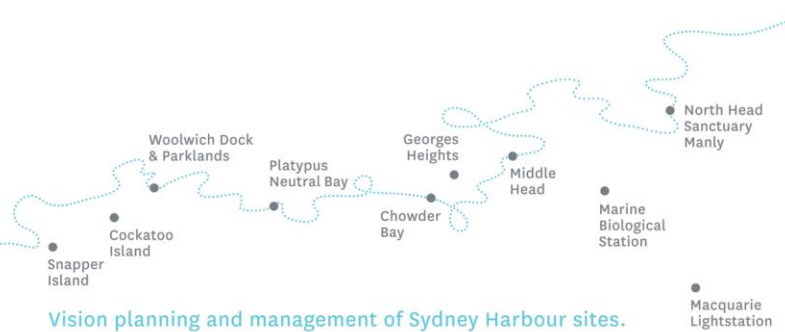 North Head
Sanctuary
Manly
Woolwich Dock
& Parklands
Georges
Heights
Platypus
Neutral Bay
Middle
Head
Marine
Biological
Station
Chowder
Bay
Cockatoo
Island
Snapper
Island
Macquarie
Lightstation
Vision planning and management of Sydney Harbour sites.